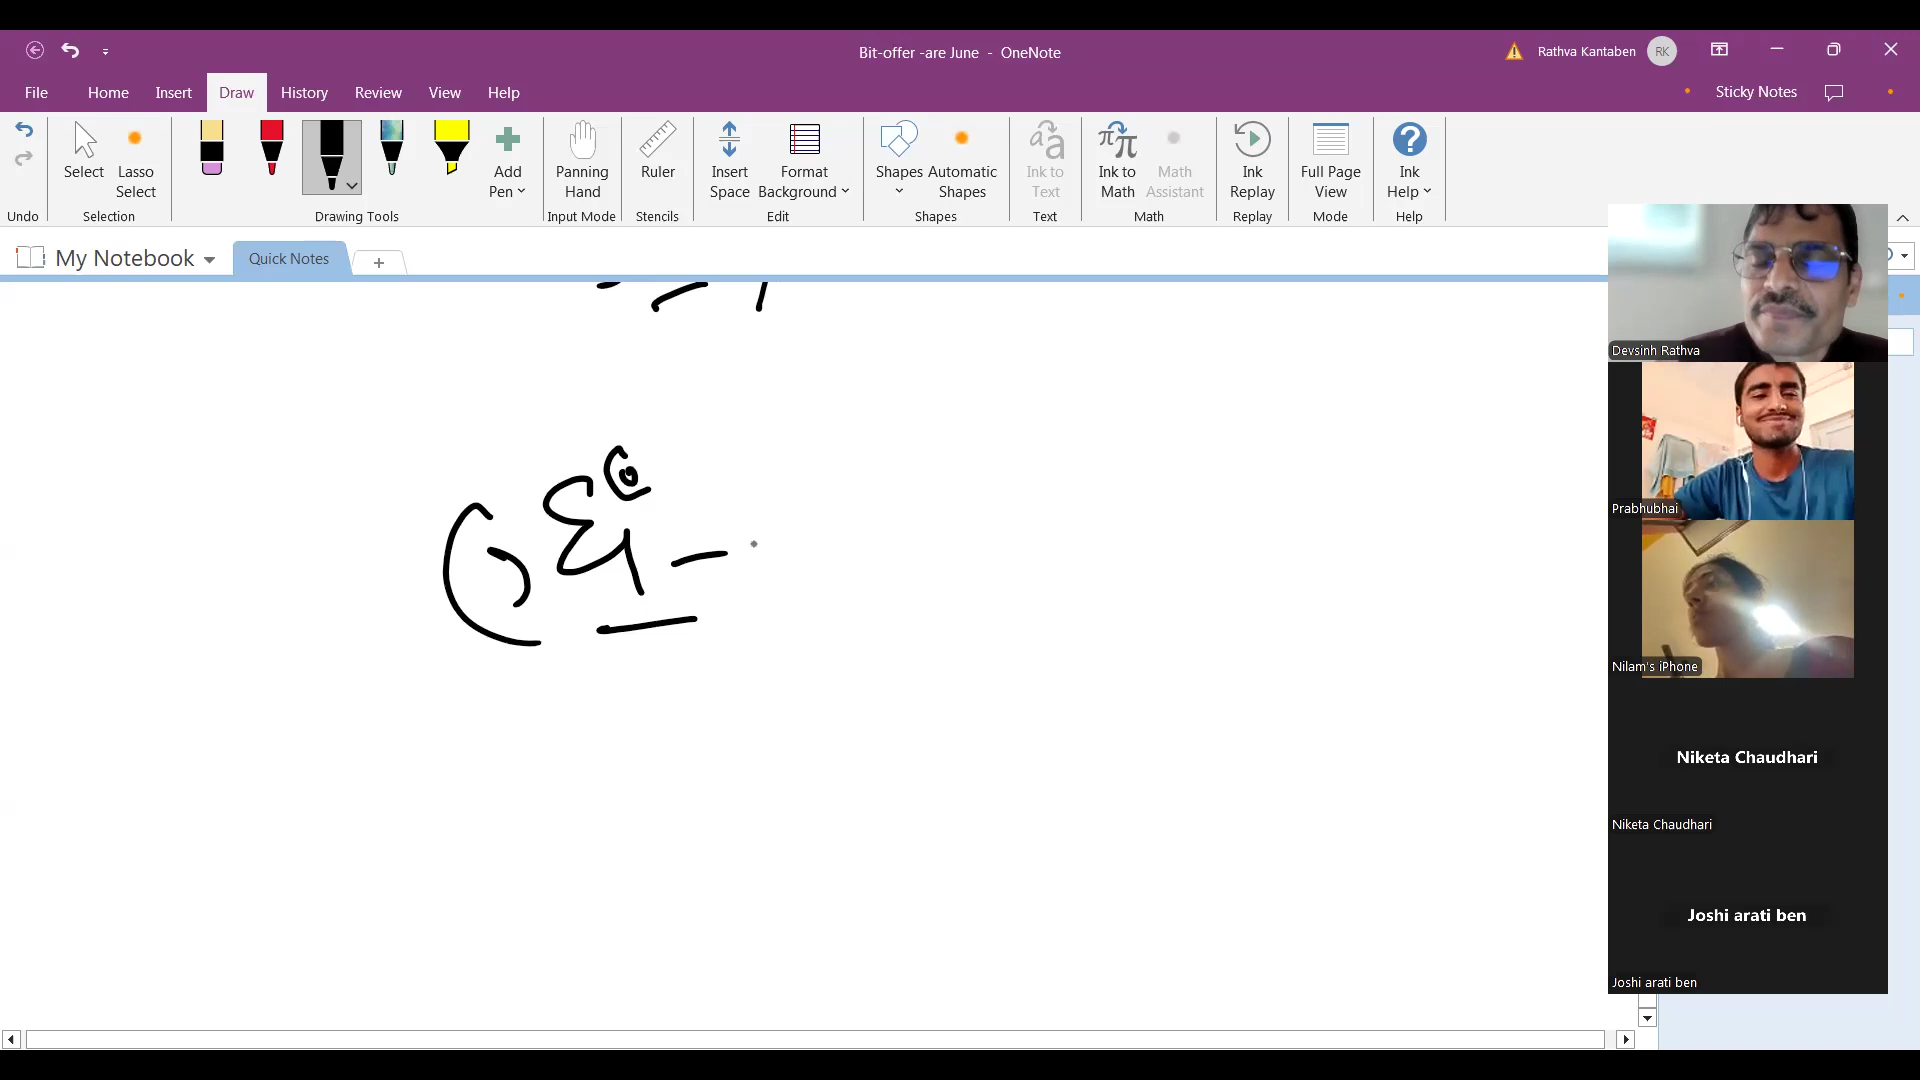 Bit-offer -are June - OneNote
Rathva Kantaben RK
File Home Insert Draw History Review View Help
Sticky Notes
Select
Lasso Select
Add Pen
Panning Hand
Ruler
Insert Space
Format Background
Shapes
Automatic Shapes
Ink to Text
Ink to Math
Math Assistant
Ink Replay
Full Page View
Ink Help
Undo Selection Drawing Tools Input Mode Stencils Edit Shapes Text Math Replay Mode Help
My Notebook Quick Notes
Devsinh Rathva
Prabhubhai
Nilam's iPhone
Niketa Chaudhari
Niketa Chaudhari
Joshi arati ben
Joshi arati ben